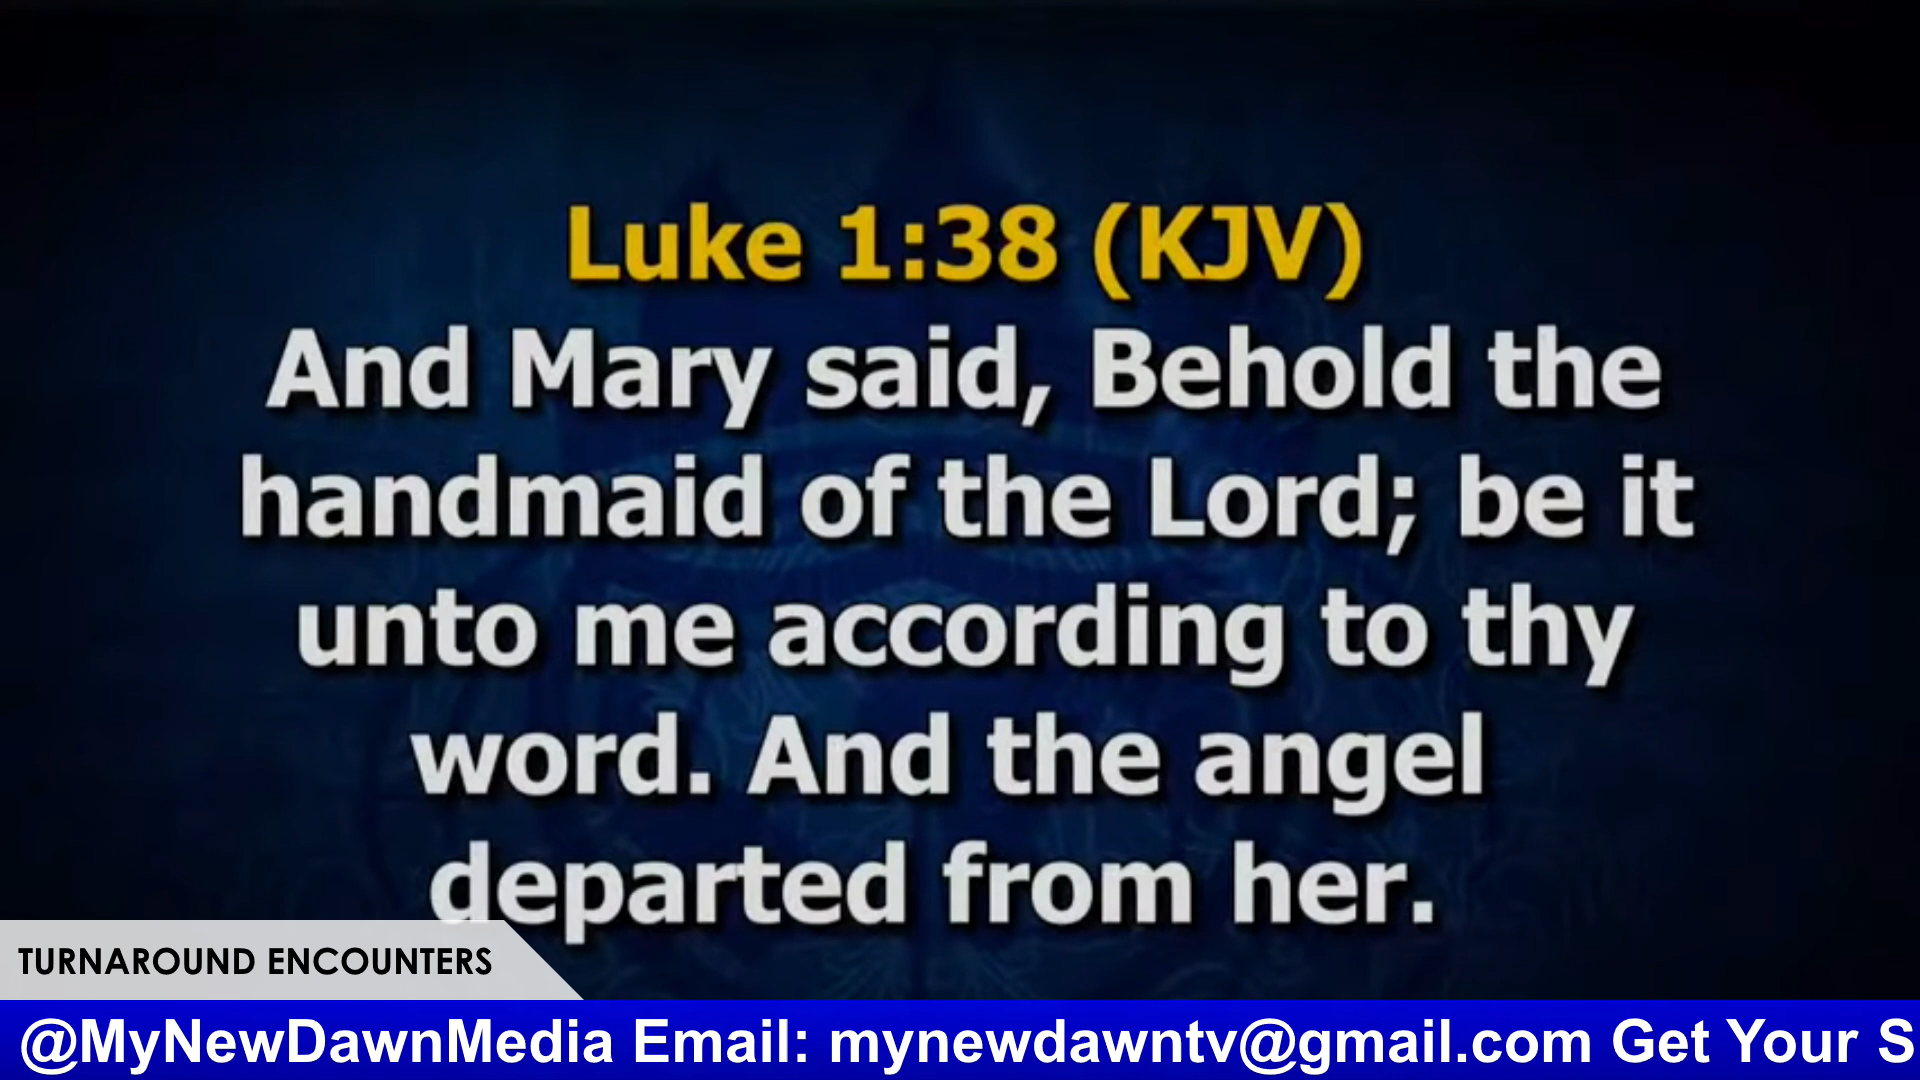 Luke 1:38 (KJV)
And Mary said, Behold the
handmaid of the Lord; be it
unto me according to thy
word. And the angel
departed from her.
TURNAROUND ENCOUNTERS
@MyNewDawnMedia Email: mynewdawntv@gmail.com Get Your S